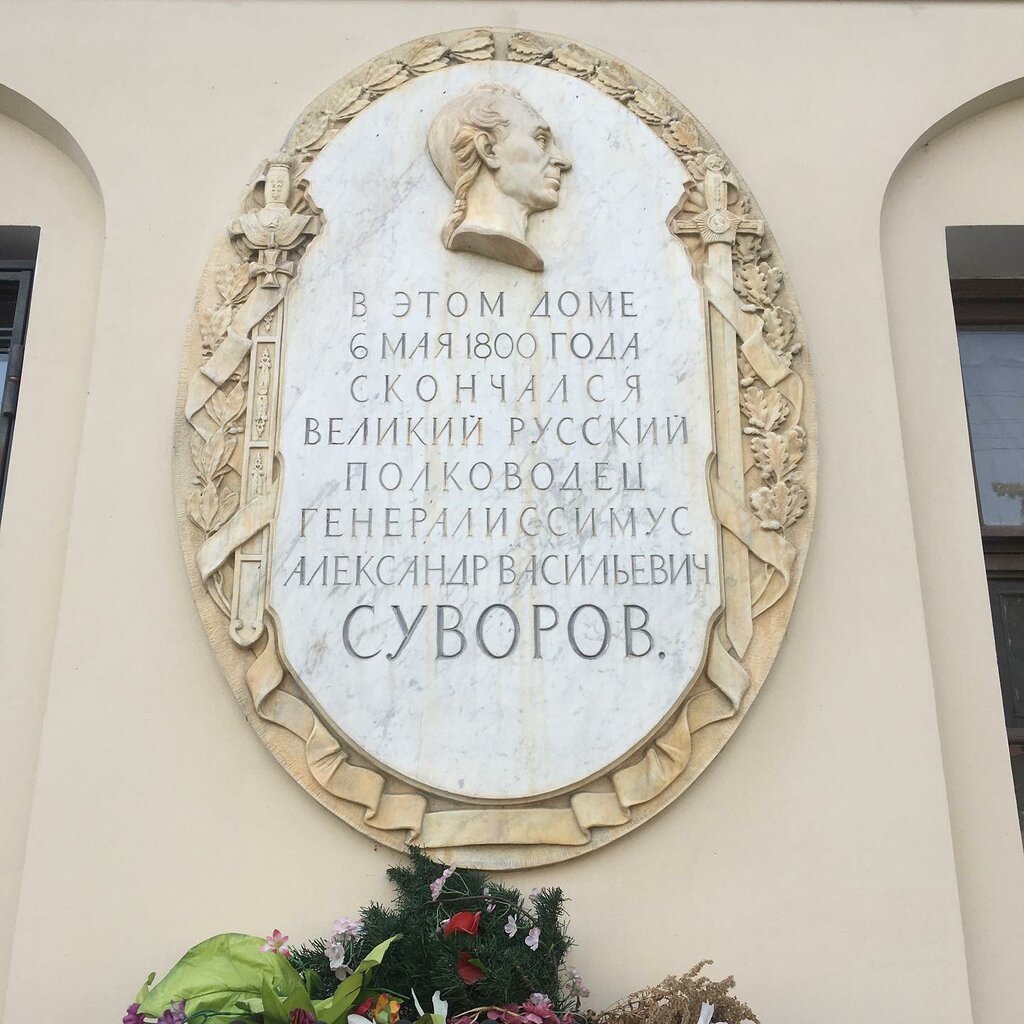 В ЭТОМ ДОМЕ
6 МАЯ 1800 ГОДА
СКОНЧАЛСЯ
ВЕЛИКИЙ РУССКИЙ
ПОЛКОВОДЕЦ
ГЕНЕРАЛИССИМУС
АЛЕКСАНДР ВАСИЛЬЕВИЧ
СУВОРОВ.